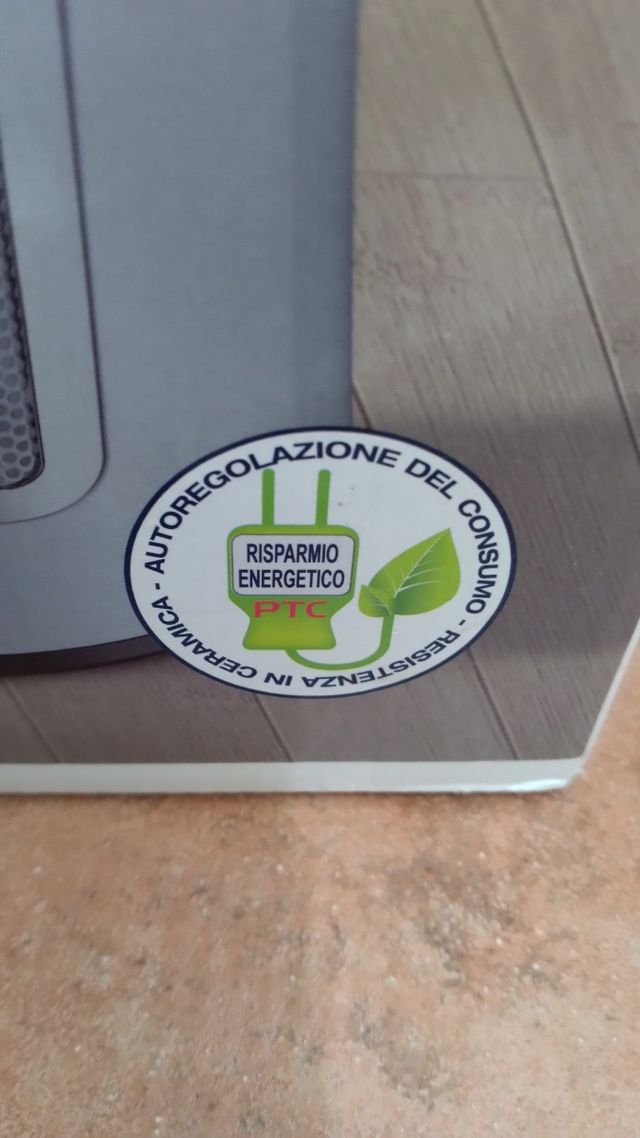 AUTOREGOLAZIONE DEL CONSUMO - RESISTENZA IN CERAMICA -
RISPARMIO
ENERGETICO
PTC